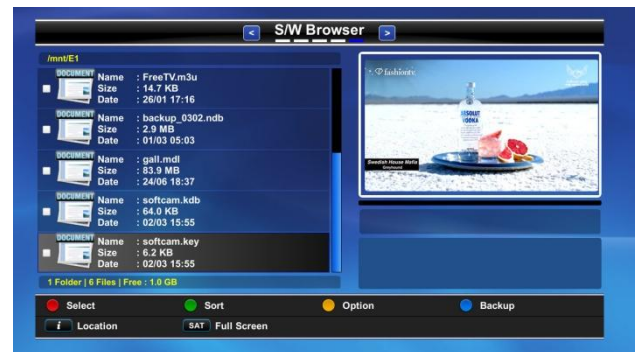 < S/W Browser >
/mnt/E1
DOCUMENT
Name : FreeTV.m3u
Size : 14.7 KB
Date : 26/01 17:16
DOCUMENT
Name : backup_0302.ndb
Size : 2.9 MB
Date : 01/03 05:03
DOCUMENT
Name : gall.mdl
Size : 83.9 MB
Date : 24/06 18:37
DOCUMENT
Name : softcam.kdb
Size : 64.0 KB
Date : 02/03 15:55
DOCUMENT
Name : softcam.key
Size : 6.2 KB
Date : 02/03 15:55
1 Folder | 6 Files | Free : 1.0 GB
fashiontv
ABSOLUT
VODKA
Swedish House Mafia
Greyhound
Select Sort Option Backup
i Location SAT Full Screen